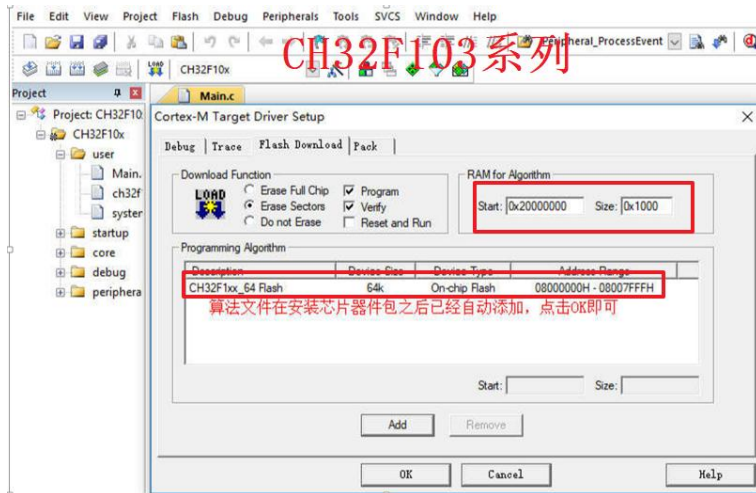 File Edit View Project Flash Debug Peripherals Tools SVCS Window Help
Peripheral_ProcessEvent
CH32F103系列
LOAD CH32F10x
Project
Main.c
Project: CH32F10
CH32F10x
user
Main.
ch32f
system
startup
core
debug
periphera
Cortex-M Target Driver Setup
Debug Trace Flash Download Pack
Download Function
LOAD
Erase Full Chip Program
Erase Sectors Verify
Do not Erase Reset and Run
RAM for Algorithm
Start: 0x20000000 Size: 0x1000
Programming Algorithm
Description Device Size Device Type Address Range
CH32F1xx_64 Flash 64k On-chip Flash 08000000H - 08007FFFH
算法文件在安装芯片器件包之后已经自动添加，点击OK即可
Start: Size:
Add Remove
OK Cancel Help